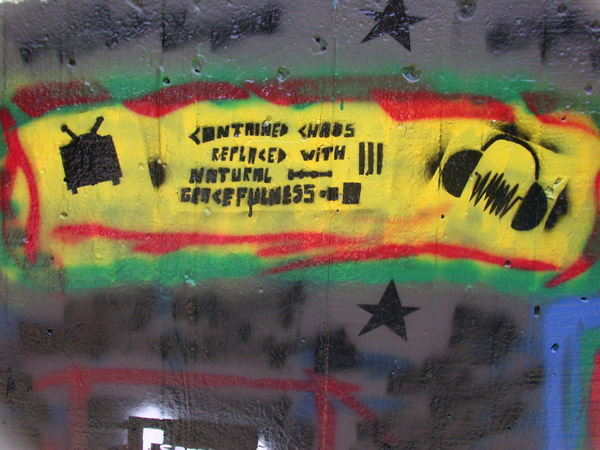 CONTAINED CHAOS
REPLACED WITH
NATURAL
GRACEFULNESS